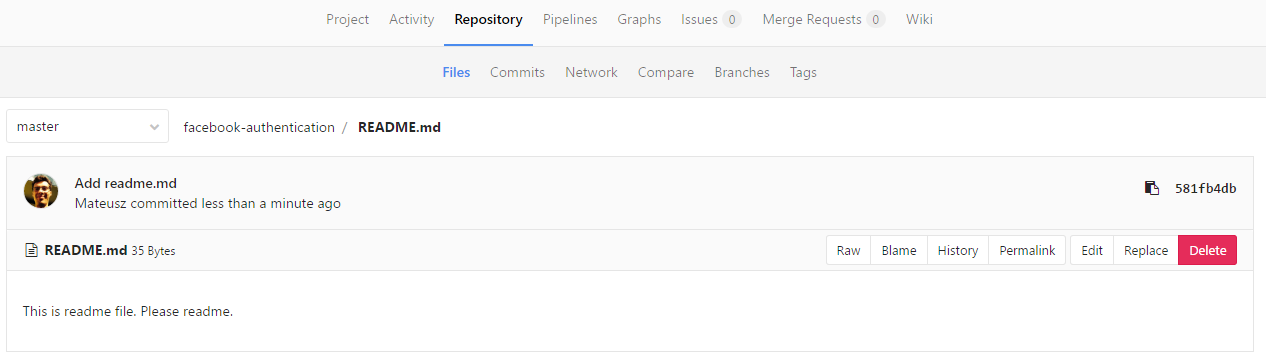 Project Activity Repository Pipelines Graphs Issues 0 Merge Requests 0 Wiki
Files Commits Network Compare Branches Tags
master facebook-authentication / README.md
Add readme.md
Mateusz committed less than a minute ago
581fb4db
README.md 35 Bytes Raw Blame History Permalink Edit Replace Delete
This is readme file. Please readme.